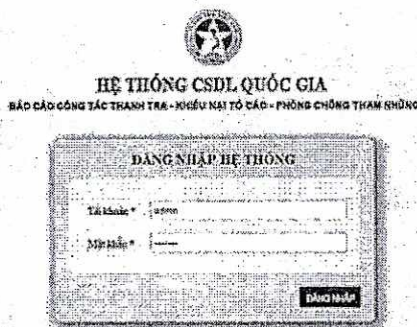 HỆ THỐNG CSDL QUỐC GIA
BÁO CÁO CÔNG TÁC THANH TRA - KHIẾU NẠI TỐ CÁO - PHÒNG CHỐNG THAM NHŨNG
ĐĂNG NHẬP HỆ THỐNG
Tài khoản *
Mật khẩu *
ĐĂNG NHẬP